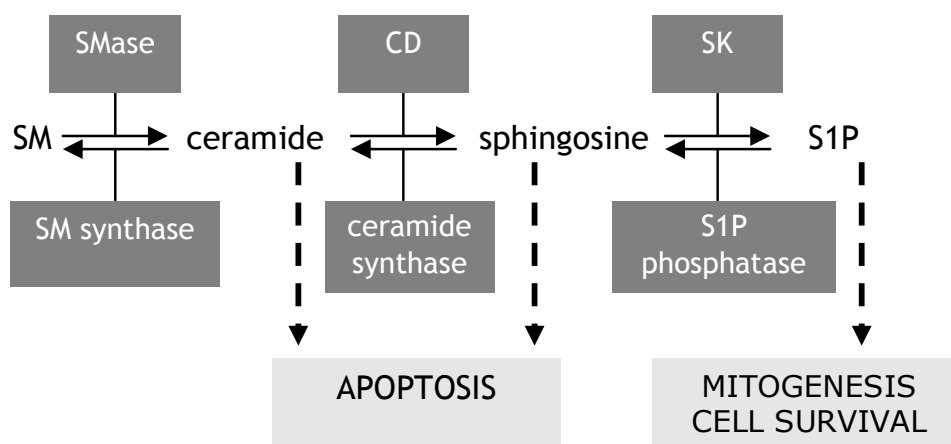 SMase
CD
SK
SM
ceramide
sphingosine
S1P
SM synthase
ceramide
synthase
S1P
phosphatase
APOPTOSIS
MITOGENESIS
CELL SURVIVAL